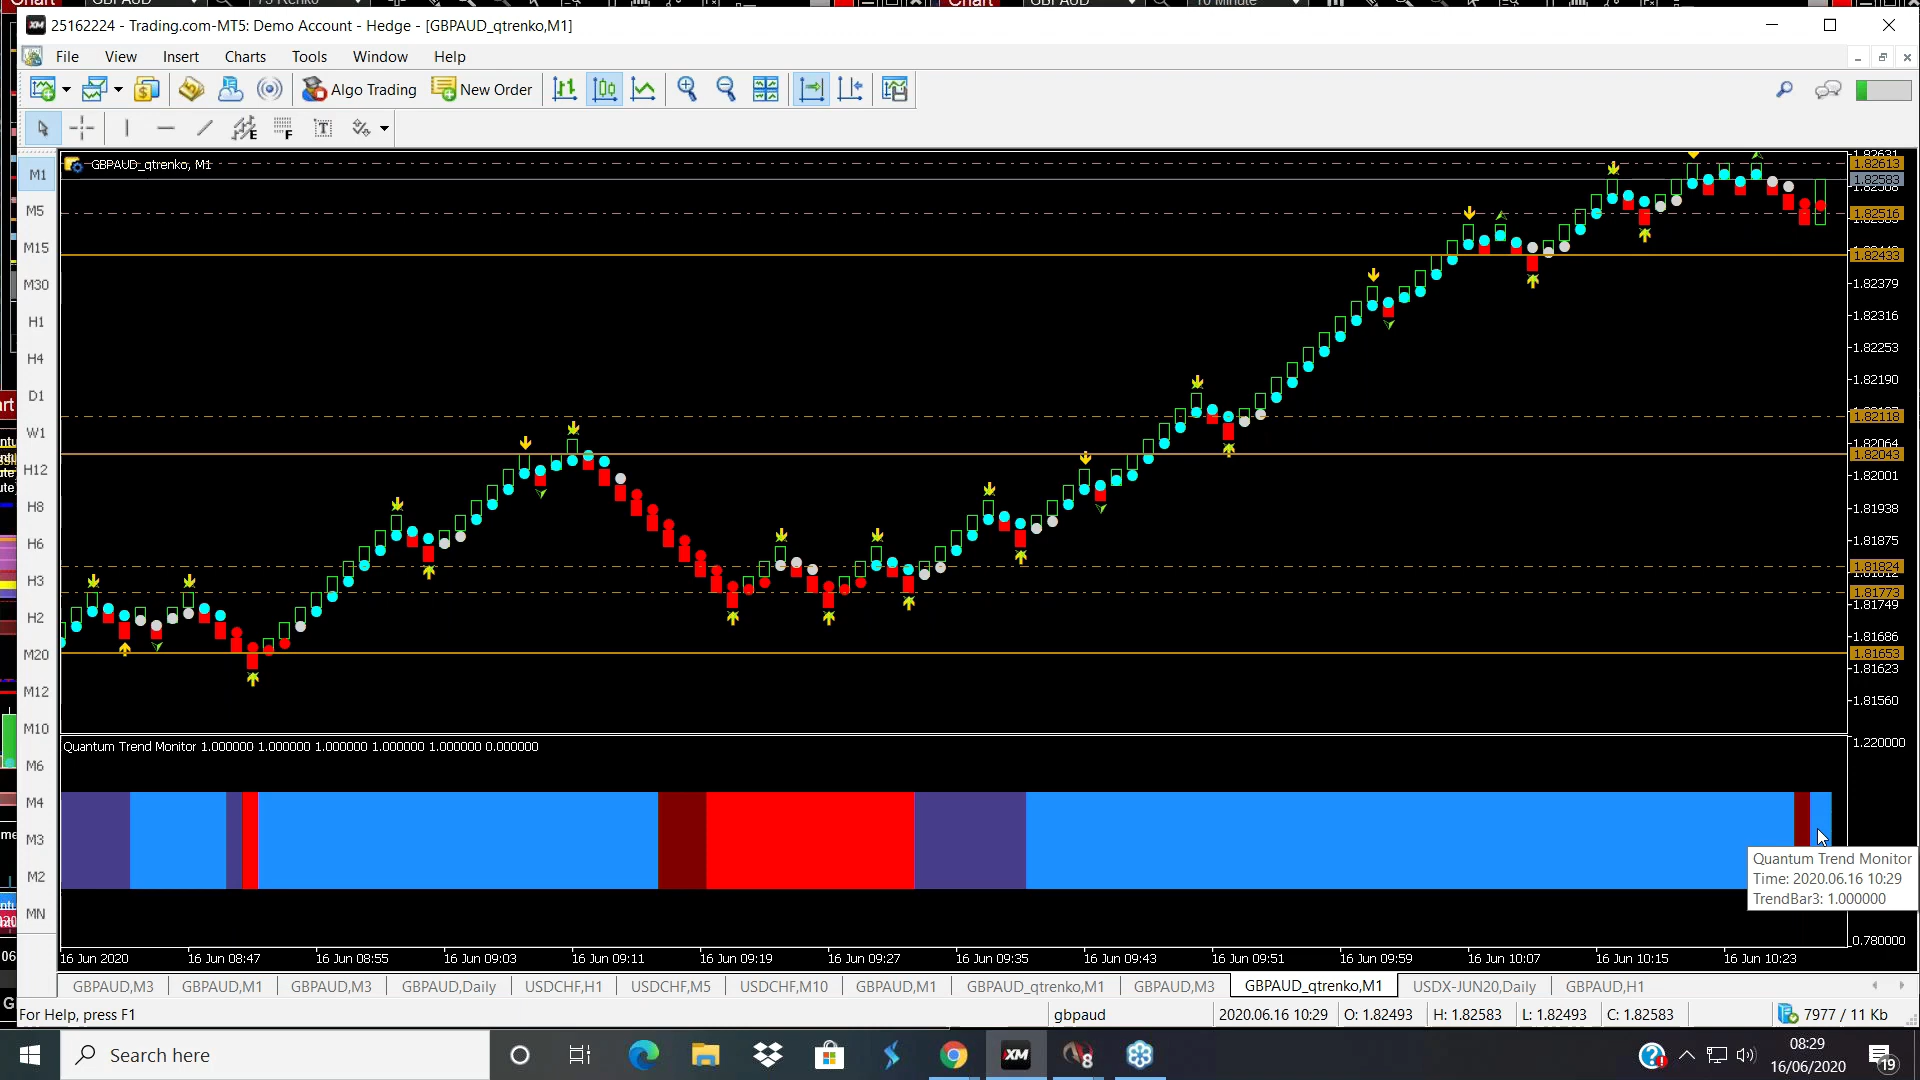 25162224 - Trading.com-MT5: Demo Account - Hedge - [GBPAUD_qtrenko,M1]
File View Insert Charts Tools Window Help
Algo Trading New Order
E F T
M1
M5
M15
M30
H1
H4
D1
W1
H12
H8
H6
H3
H2
M20
M12
M10
M6
M4
M3
M2
MN
GBPAUD_qtrenko, M1
1.82631
1.82613
1.82583
1.82516
1.82433
1.82379
1.82316
1.82253
1.82190
1.82118
1.82064
1.82043
1.82001
1.81938
1.81875
1.81824
1.81773
1.81749
1.81686
1.81653
1.81623
1.81560
Quantum Trend Monitor 1.000000 1.000000 1.000000 1.000000 1.000000 0.000000
1.220000
0.780000
Quantum Trend Monitor
Time: 2020.06.16 10:29
TrendBar3: 1.000000
16 Jun 2020 16 Jun 08:47 16 Jun 08:55 16 Jun 09:03 16 Jun 09:11 16 Jun 09:19 16 Jun 09:27 16 Jun 09:35 16 Jun 09:43 16 Jun 09:51 16 Jun 09:59 16 Jun 10:07 16 Jun 10:15 16 Jun 10:23
GBPAUD,M3 GBPAUD,M1 GBPAUD,M3 GBPAUD,Daily USDCHF,H1 USDCHF,M5 USDCHF,M10 GBPAUD,M1 GBPAUD_qtrenko,M1 GBPAUD,M3 GBPAUD_qtrenko,M1 USDX-JUN20,Daily GBPAUD,H1
For Help, press F1 gbpaud 2020.06.16 10:29 O: 1.82493 H: 1.82583 L: 1.82493 C: 1.82583 7977 / 11 Kb
Search here
XM
8
08:29
16/06/2020
19